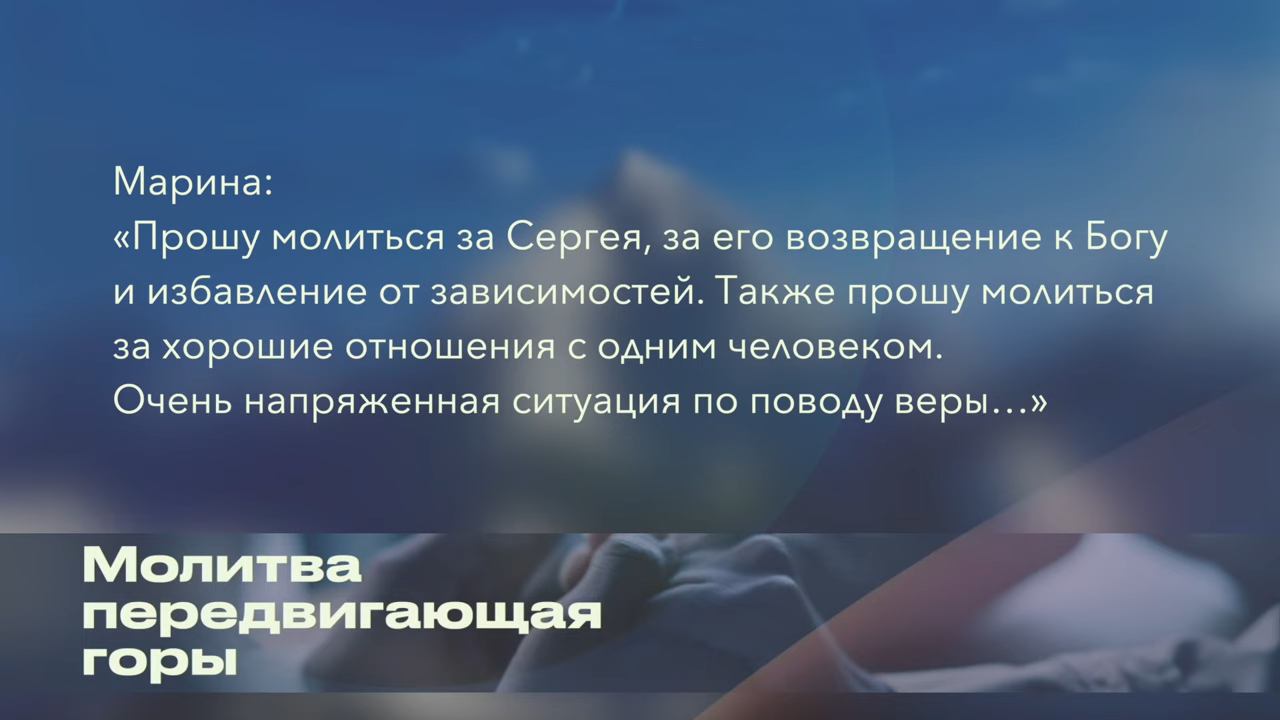 Марина:
«Прошу молиться за Сергея, за его возвращение к Богу
и избавление от зависимостей. Также прошу молиться
за хорошие отношения с одним человеком.
Очень напряженная ситуация по поводу веры...»
Молитва
передвигающая
горы